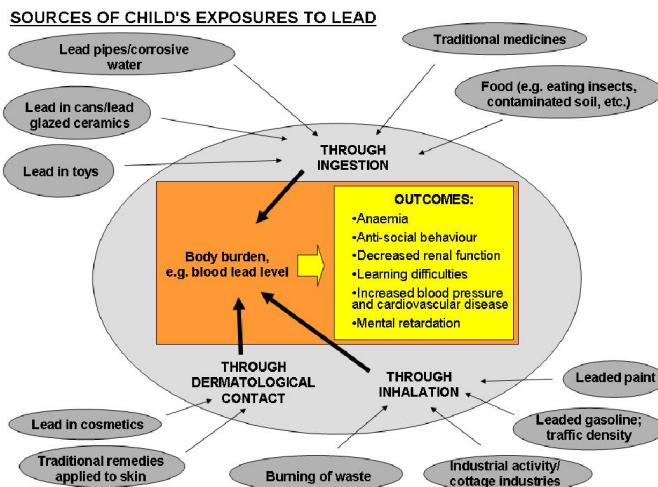 SOURCES OF CHILD'S EXPOSURES TO LEAD
Lead pipes/corrosive
water
Traditional medicines
Food (e.g. eating insects,
contaminated soil, etc.)
Lead in cans/lead
glazed ceramics
Lead in toys
THROUGH
INGESTION
OUTCOMES:
•Anaemia
•Anti-social behaviour
•Decreased renal function
•Learning difficulties
•Increased blood pressure
and cardiovascular disease
•Mental retardation
Body burden,
e.g. blood lead level
THROUGH
DERMATOLOGICAL
CONTACT
THROUGH
INHALATION
Leaded paint
Lead in cosmetics
Leaded gasoline;
traffic density
Traditional remedies
applied to skin
Burning of waste
Industrial activity/
cottage industries